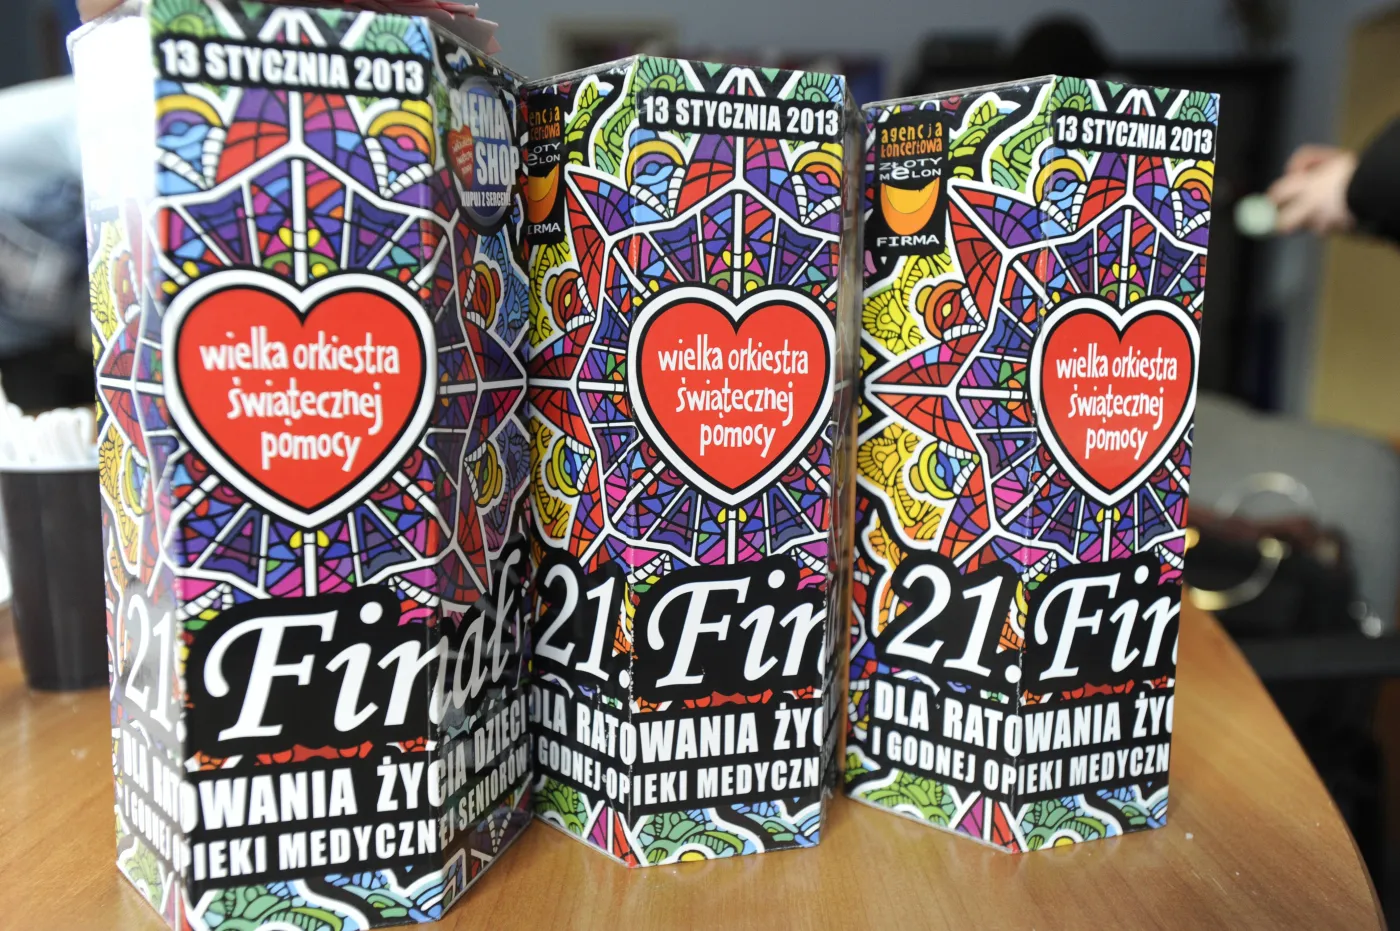 13 STYCZNIA 2013
SIEMA
SHOP
KUPUJ Z SERCEM
wielka orkiestra
świątecznej
pomocy
21. Finał
DLA RATOWANIA ŻYCIA DZIECI
I GODNEJ OPIEKI MEDYCZNEJ SENIORÓW
agencja
koncertowa
ZŁOTY
MELON
FIRMA
13 STYCZNIA 2013
wielka orkiestra
świątecznej
pomocy
21. Fin
DLA RATOWANIA ŻYC
I GODNEJ OPIEKI MEDYCZN
agencja
koncertowa
ZŁOTY
MELON
FIRMA
13 STYCZNIA 2013
wielka orkiestra
świątecznej
pomocy
21. Fin
DLA RATOWANIA ŻYC
I GODNEJ OPIEKI MEDYCZN